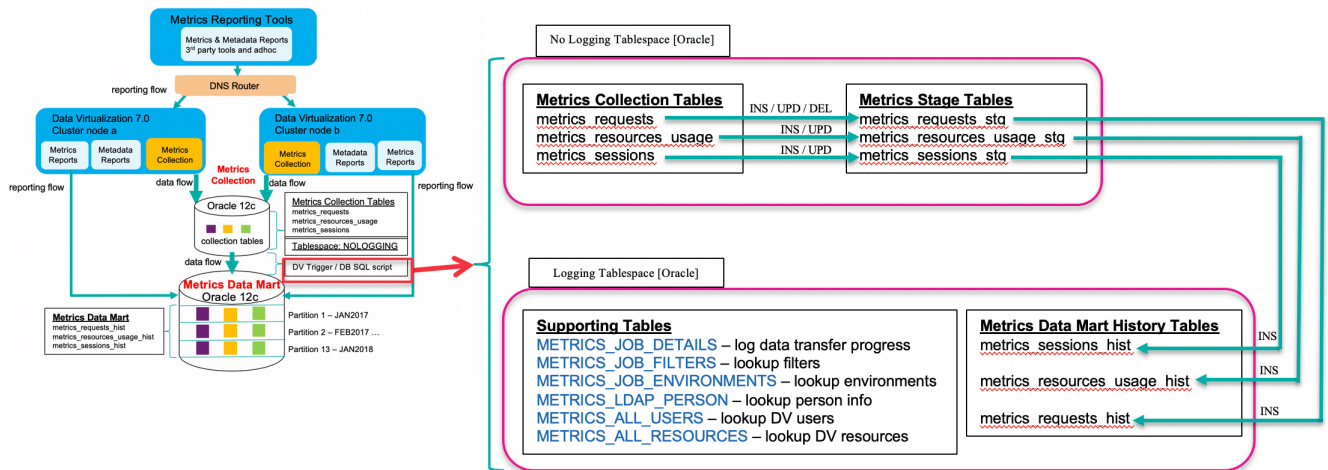 Metrics Reporting Tools
Metrics & Metadata Reports
3rd party tools and adhoc
reporting flow
DNS Router
Data Virtualization 7.0
Cluster node a
Metrics
Reports
Metadata
Reports
Metrics
Collection
Data Virtualization 7.0
Cluster node b
Metrics
Collection
Metadata
Reports
Metrics
Reports
reporting flow
data flow
Metrics
Collection
data flow
reporting flow
Oracle 12c
collection tables
Metrics Collection Tables
metrics_requests
metrics_resources_usage
metrics_sessions
Tablespace: NOLOGGING
data flow
DV Trigger / DB SQL script
Metrics Data Mart
Oracle 12c
Metrics Data Mart
metrics_requests_hist
metrics_resources_usage_hist
metrics_sessions_hist
Partition 1 – JAN2017
Partition 2 – FEB2017 ...
Partition 13 – JAN2018
No Logging Tablespace [Oracle]
Metrics Collection Tables
metrics_requests
metrics_resources_usage
metrics_sessions
INS / UPD / DEL
INS / UPD
INS / UPD
Metrics Stage Tables
metrics_requests_stg
metrics_resources_usage_stg
metrics_sessions_stg
Logging Tablespace [Oracle]
Supporting Tables
METRICS_JOB_DETAILS – log data transfer progress
METRICS_JOB_FILTERS – lookup filters
METRICS_JOB_ENVIRONMENTS – lookup environments
METRICS_LDAP_PERSON – lookup person info
METRICS_ALL_USERS – lookup DV users
METRICS_ALL_RESOURCES – lookup DV resources
Metrics Data Mart History Tables
metrics_sessions_hist
metrics_resources_usage_hist
metrics_requests_hist
INS
INS
INS